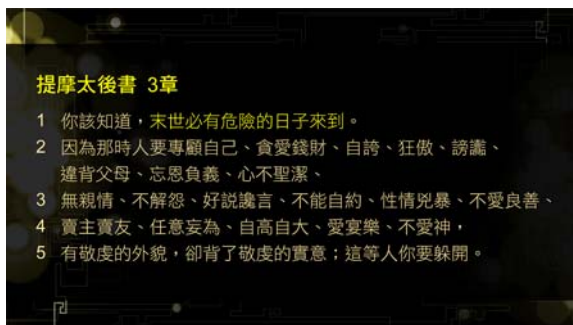 提摩太後書 3章
1 你該知道，末世必有危險的日子來到。
2 因為那時人要專顧自己、貪愛錢財、自誇、狂傲、謗讟、
違背父母、忘恩負義、心不聖潔、
3 無親情、不解怨、好說讒言、不能自約、性情兇暴、不愛良善、
4 賣主賣友、任意妄為、自高自大、愛宴樂、不愛神，
5 有敬虔的外貌，卻背了敬虔的實意；這等人你要躲開。